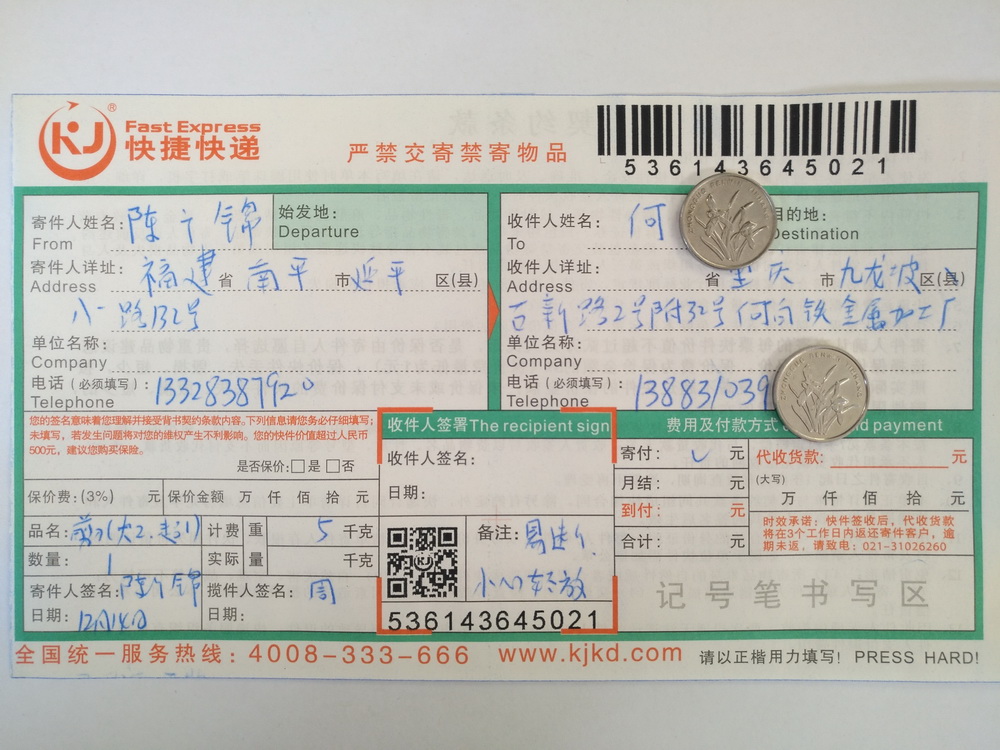 KJ ®
Fast Express
快捷快递
严禁交寄禁寄物品
536143645021
寄件人姓名: 陈广锦
From
始发地:
Departure
寄件人详址: 福建 省 南平 市 延平 区(县)
Address
八一路132号
单位名称:
Company
电话 (必须填写) : 13328387920
Telephone
收件人姓名: 何
To
目的地:
Destination
收件人详址: 省 重庆 市 九龙坡 区(县)
Address
古新路2号附32号何白铁金属加工厂
单位名称:
Company
电话 (必须填写) : 138831039
Telephone
您的签名意味着您理解并接受背书契约条款内容。下列信息请您务必仔细填写;
未填写,若发生问题将对您的维权产生不利影响。您的快件价值超过人民币
500元,建议您购买保险。
是否保价: □是 □否
保价费: (3%) 元 保价金额 万 仟 佰 拾 元
品名: 剪刀(大2.
计费重 5 千克
数量: 1
实际重量 千克
寄件人签名: 陈广锦
日期: 12月14日
揽件人签名: 周
日期:
收件人签署The recipient sign
收件人签名:
日期:
备注: 易
小心轻放
536143645021
费用及付款方式 and payment
寄付: 元
月结: 元
到付: 元
合计: 元
代收货款: 元
(大写)
万 仟 佰 拾 元
时效承诺: 快件签收后,代收货款
将在3个工作日内返还寄件客户,逾
期未返,请致电: 021-31026260
记号笔书写区
全国统一服务热线: 4008-333-666 www.kjkd.com 请以正楷用力填写! PRESS HARD!